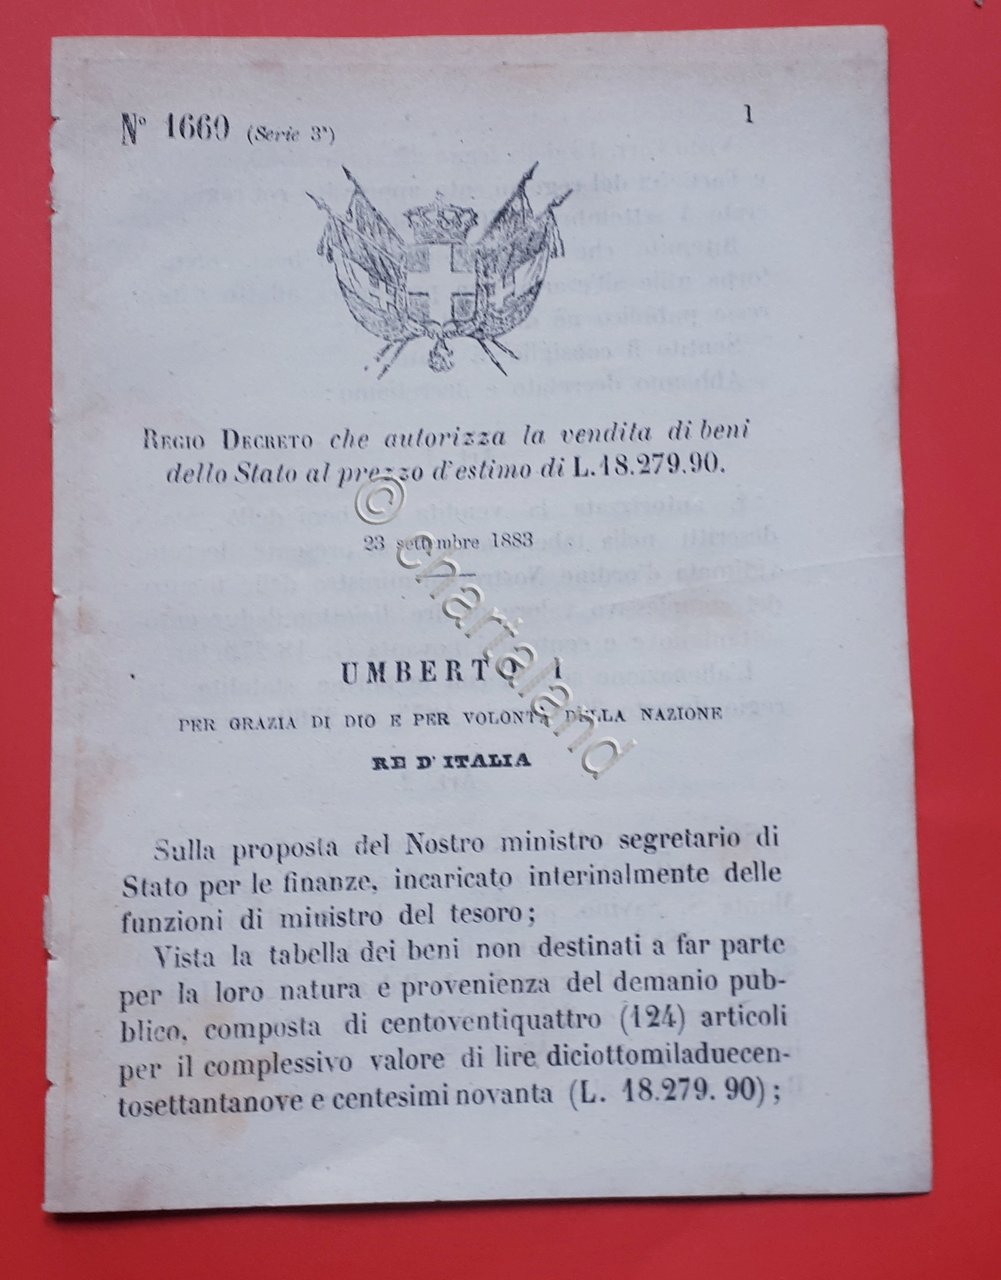 N° 1660 (Serie 3ª)
1
REGIO DECRETO che autorizza la vendita di beni
dello Stato al prezzo d'estimo di L.18.279.90.
23 settembre 1883
UMBERTO I
PER GRAZIA DI DIO E PER VOLONTÀ DELLA NAZIONE
RE D'ITALIA
Sulla proposta del Nostro ministro segretario di
Stato per le finanze, incaricato interinalmente delle
funzioni di ministro del tesoro;
Vista la tabella dei beni non destinati a far parte
per la loro natura e provenienza del demanio pub-
blico, composta di centoventiquattro (124) articoli
per il complessivo valore di lire diciottomiladuecen-
tosettantanove e centesimi novanta (L. 18.279. 90);
© chartaland